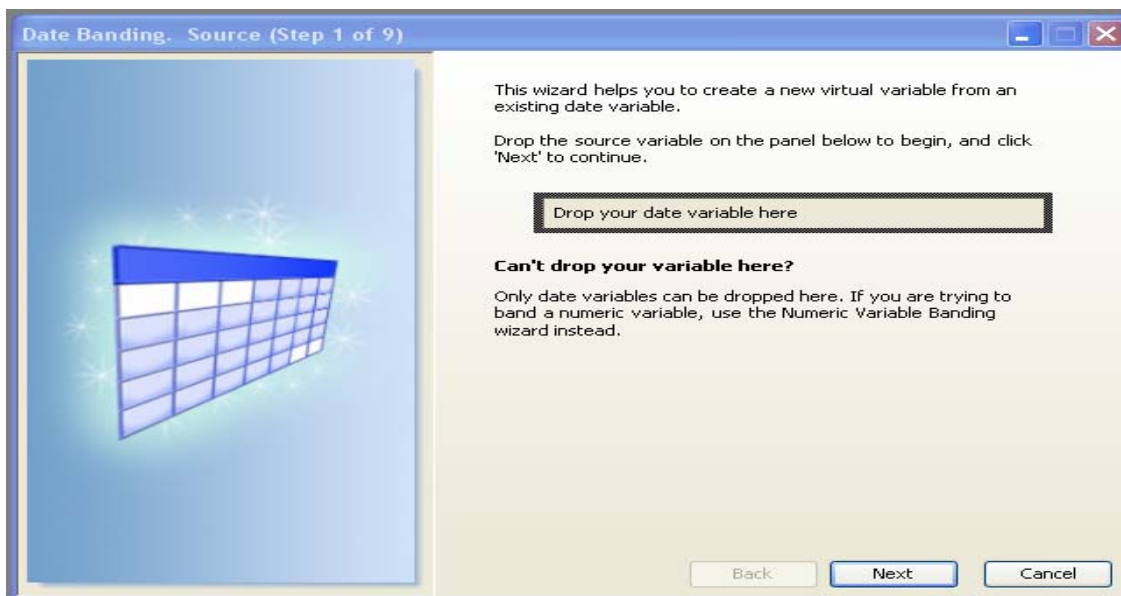 Date Banding. Source (Step 1 of 9)
This wizard helps you to create a new virtual variable from an
existing date variable.
Drop the source variable on the panel below to begin, and click
'Next' to continue.
Drop your date variable here
Can't drop your variable here?
Only date variables can be dropped here. If you are trying to
band a numeric variable, use the Numeric Variable Banding
wizard instead.
Back Next Cancel